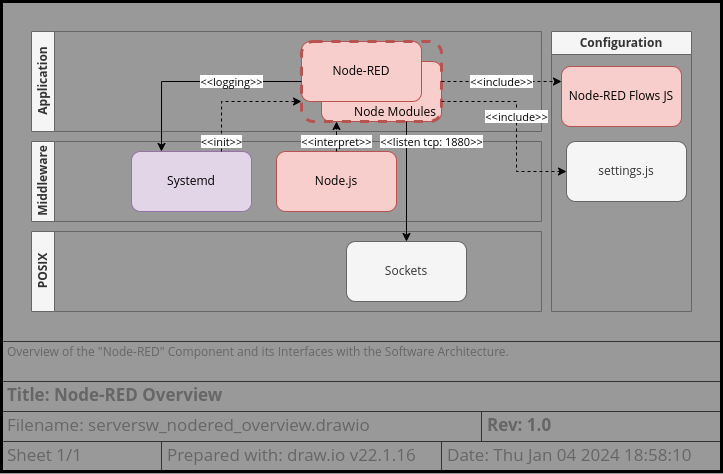 Application
Node-RED
Node Modules
<<logging>>
<<include>>
<<include>>
Configuration
Node-RED Flows JS
settings.js
<<init>>
<<interpret>>
<<listen tcp: 1880>>
Middleware
Systemd
Node.js
POSIX
Sockets
Overview of the "Node-RED" Component and its Interfaces with the Software Architecture.
Title: Node-RED Overview
Filename: serversw_nodered_overview.drawio
Rev: 1.0
Sheet 1/1
Prepared with: draw.io v22.1.16
Date: Thu Jan 04 2024 18:58:10